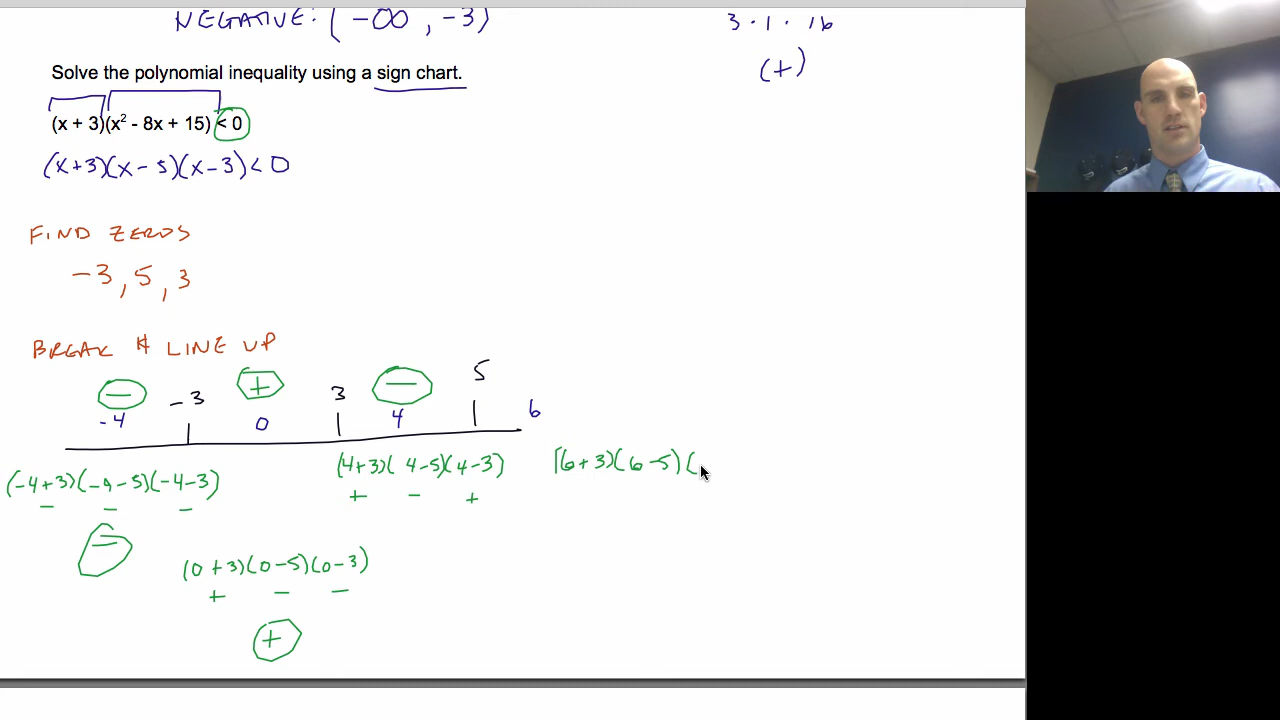 NEGATIVE: (-∞, -3)
3 · 1 · 16
(+)
Solve the polynomial inequality using a sign chart.
(x + 3)(x² - 8x + 15) < 0
(x+3)(x-5)(x-3)<0
FIND ZEROS
-3, 5, 3
BREAK # LINE UP
- -3 + 3 - 5
-4 0 4 6
(-4+3)(-4-5)(-4-3)
- - -
-
(4+3)(4-5)(4-3)
+ - +
(6+3)(6-5)(
(0+3)(0-5)(0-3)
+ - -
+